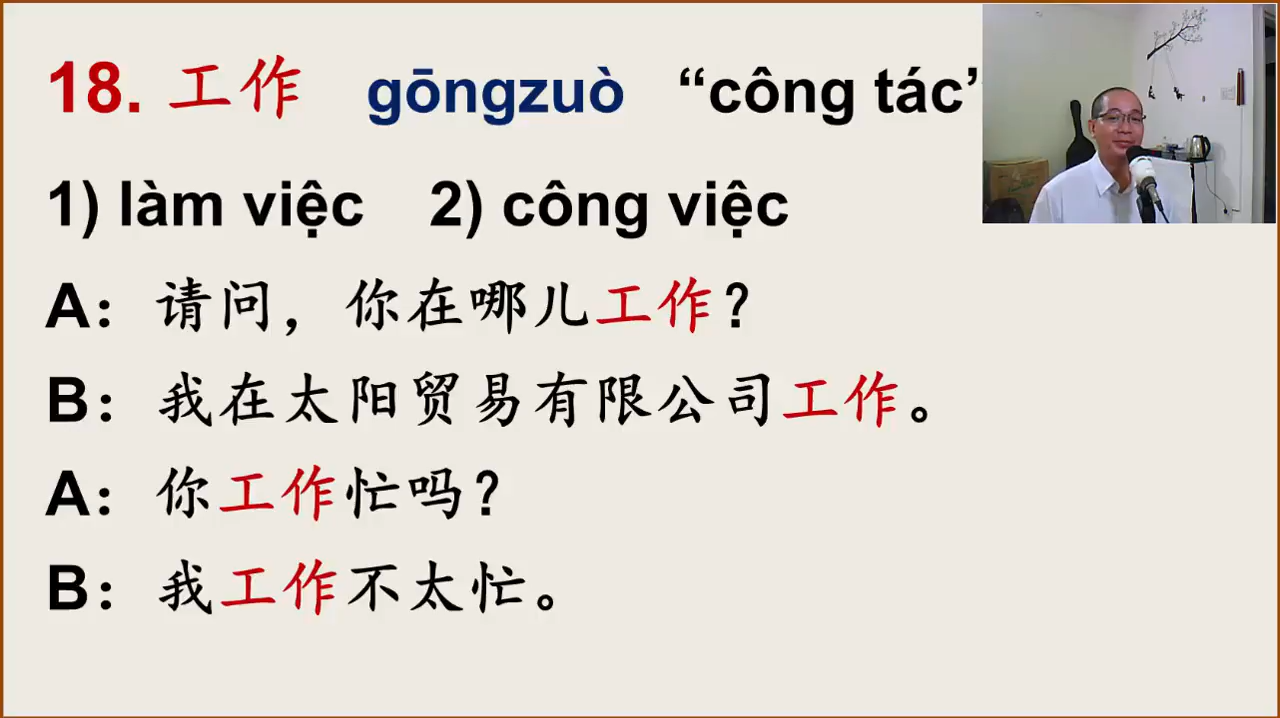 18. 工作 gōngzuò “công tác”
1) làm việc 2) công việc
A：请问，你在哪儿工作？
B：我在太阳贸易有限公司工作。
A：你工作忙吗？
B：我工作不太忙。